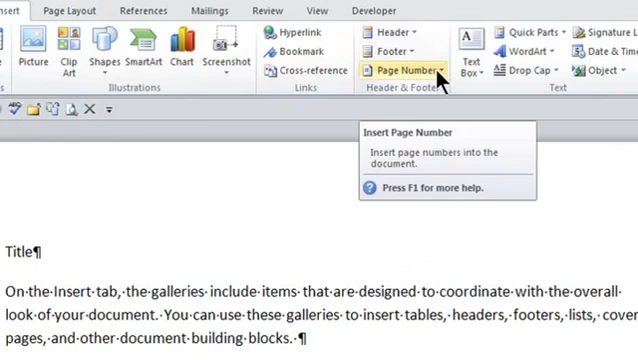 Insert Page Layout References Mailings Review View Developer
Picture Clip Art Shapes SmartArt Chart Screenshot
Illustrations
Hyperlink
Bookmark
Cross-reference
Links
Header
Footer
Page Number
Header & Footer
Text Box
Quick Parts
WordArt
Drop Cap
Signature L
Date & Time
Object
Text
Insert Page Number
Insert page numbers into the
document.
Press F1 for more help.
Title¶
On·the·Insert·tab,·the·galleries·include·items·that·are·designed·to·coordinate·with·the·overall·
look·of·your·document.·You·can·use·these·galleries·to·insert·tables,·headers,·footers,·lists,·cover
pages,·and·other·document·building·blocks.·¶